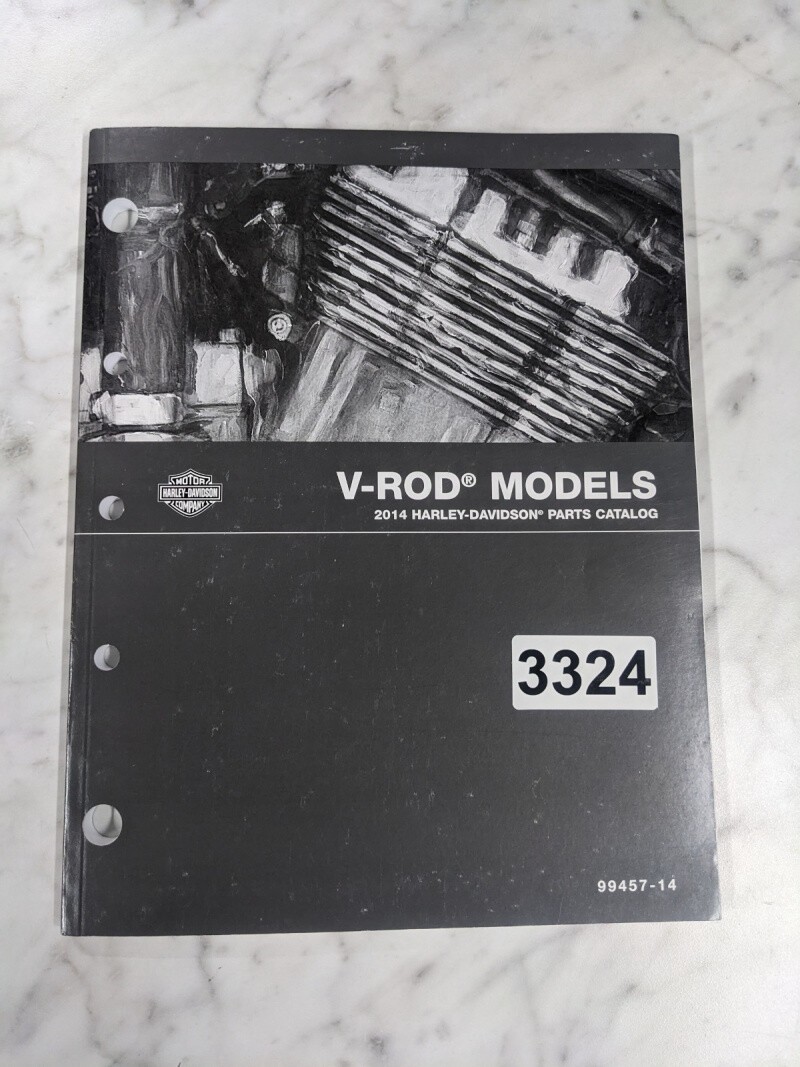 MOTOR
HARLEY-DAVIDSON
COMPANY
V-ROD® MODELS
2014 HARLEY-DAVIDSON® PARTS CATALOG
3324
99457-14